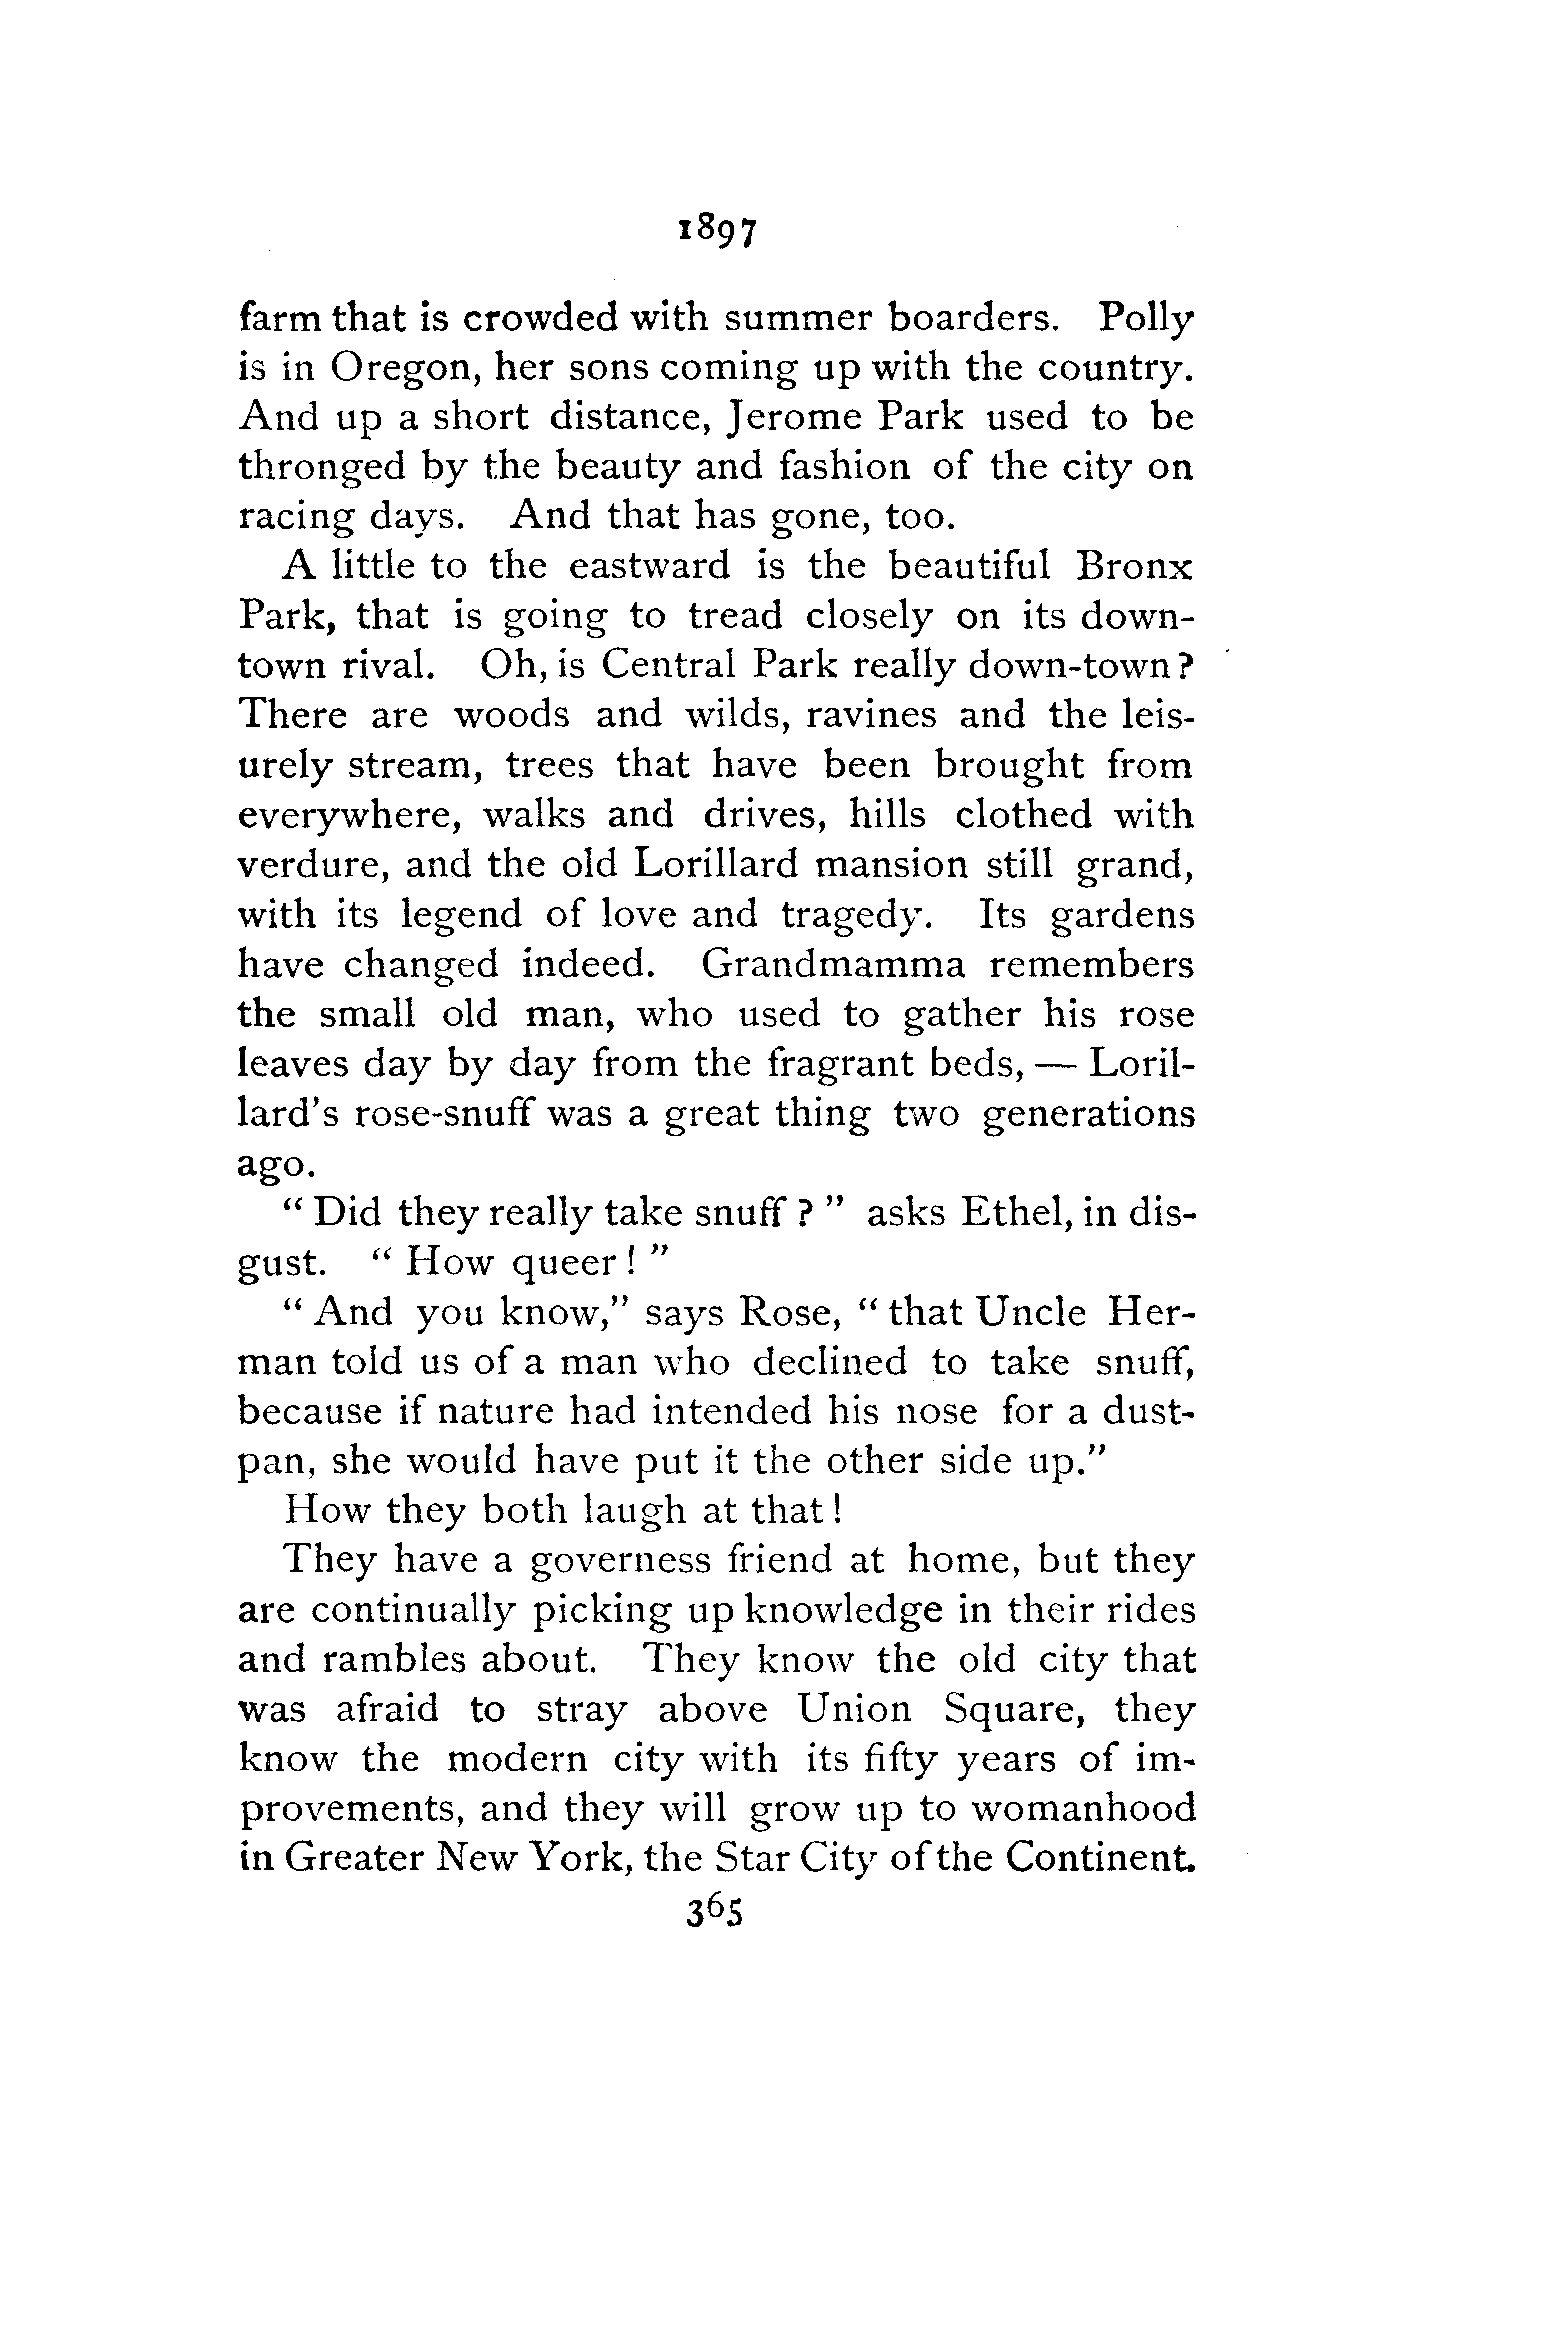 1897
farm that is crowded with summer boarders. Polly
is in Oregon, her sons coming up with the country.
And up a short distance, Jerome Park used to be
thronged by the beauty and fashion of the city on
racing days. And that has gone, too.
A little to the eastward is the beautiful Bronx
Park, that is going to tread closely on its down-
town rival. Oh, is Central Park really down-town?
There are woods and wilds, ravines and the leis-
urely stream, trees that have been brought from
everywhere, walks and drives, hills clothed with
verdure, and the old Lorillard mansion still grand,
with its legend of love and tragedy. Its gardens
have changed indeed. Grandmamma remembers
the small old man, who used to gather his rose
leaves day by day from the fragrant beds, — Loril-
lard's rose-snuff was a great thing two generations
ago.
“ Did they really take snuff ? ” asks Ethel, in dis-
gust. “ How queer ! ”
“ And you know,” says Rose, “ that Uncle Her-
man told us of a man who declined to take snuff,
because if nature had intended his nose for a dust-
pan, she would have put it the other side up.”
How they both laugh at that !
They have a governess friend at home, but they
are continually picking up knowledge in their rides
and rambles about. They know the old city that
was afraid to stray above Union Square, they
know the modern city with its fifty years of im-
provements, and they will grow up to womanhood
in Greater New York, the Star City of the Continent.
365